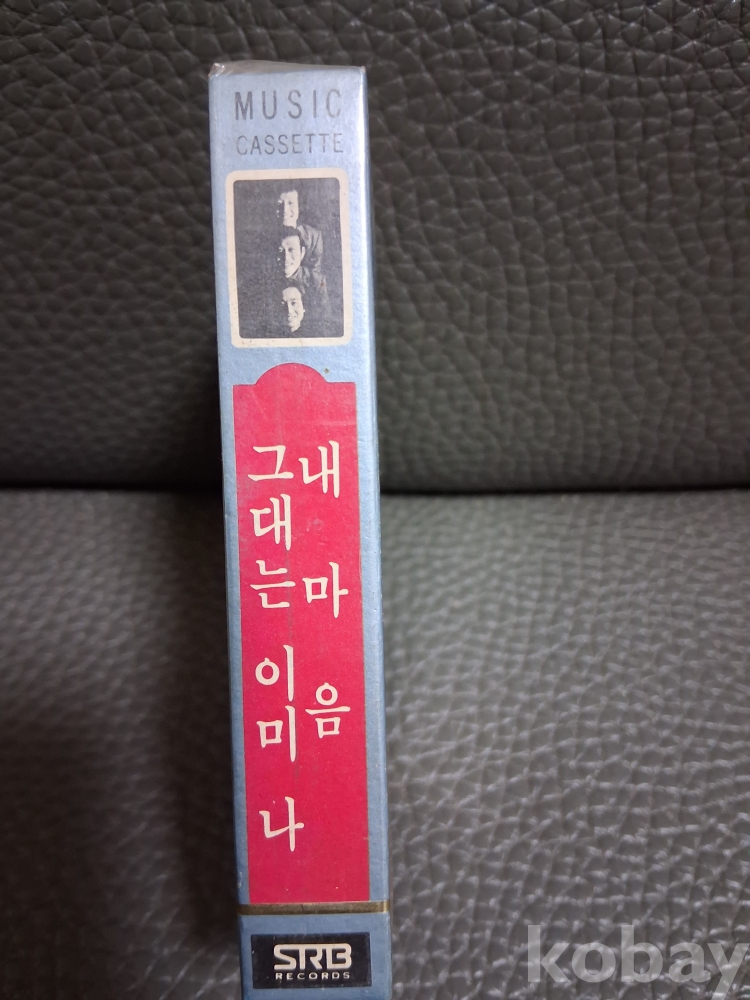 MUSIC
CASSETTE
내 마 음
그대는 이미 나
SRB
RECORDS
kobay